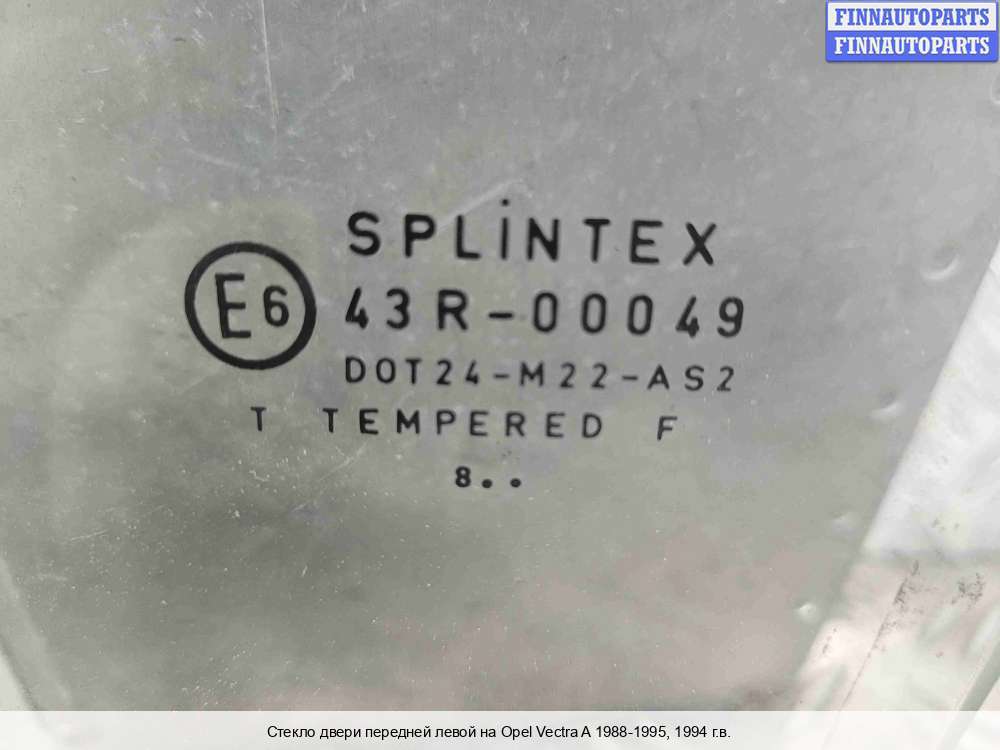 FINNAUTOPARTS
FINNAUTOPARTS
SPLiNTEX
E6 43R-00049
DOT24-M22-AS2
T TEMPERED F
8..
Стекло двери передней левой на Opel Vectra A 1988-1995, 1994 г.в.